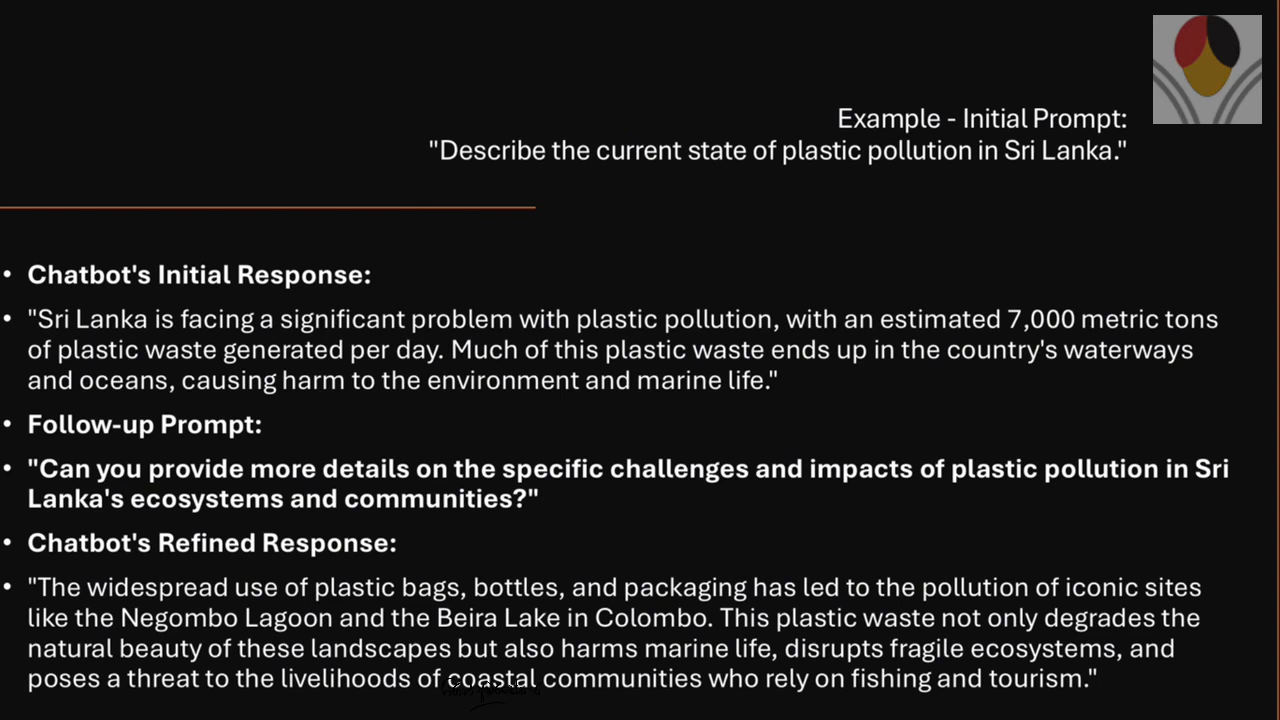 Example - Initial Prompt:
"Describe the current state of plastic pollution in Sri Lanka."
• Chatbot's Initial Response:
• "Sri Lanka is facing a significant problem with plastic pollution, with an estimated 7,000 metric tons
of plastic waste generated per day. Much of this plastic waste ends up in the country's waterways
and oceans, causing harm to the environment and marine life."
• Follow-up Prompt:
• "Can you provide more details on the specific challenges and impacts of plastic pollution in Sri
Lanka's ecosystems and communities?"
• Chatbot's Refined Response:
• "The widespread use of plastic bags, bottles, and packaging has led to the pollution of iconic sites
like the Negombo Lagoon and the Beira Lake in Colombo. This plastic waste not only degrades the
natural beauty of these landscapes but also harms marine life, disrupts fragile ecosystems, and
poses a threat to the livelihoods of coastal communities who rely on fishing and tourism."